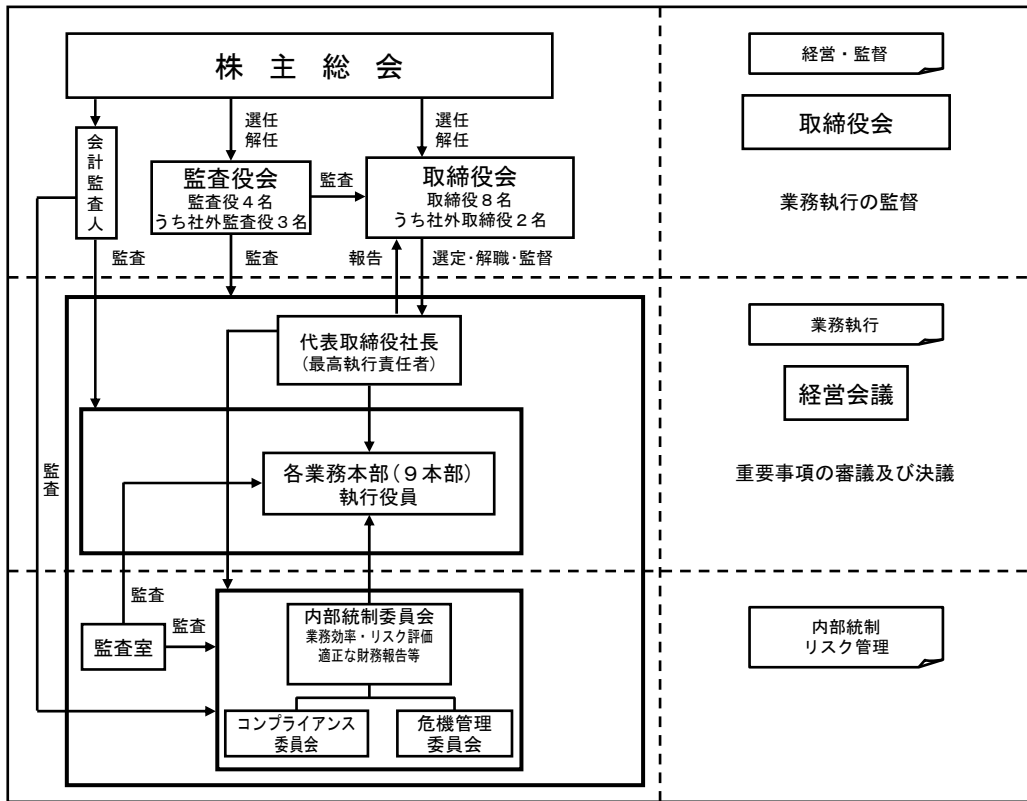 株主総会
経営・監督
取締役会
業務執行の監督
会計監査人
選任
解任
選任
解任
監査役会
監査役4名
うち社外監査役3名
監査
取締役会
取締役8名
うち社外取締役2名
監査
監査
報告
選定・解職・監督
代表取締役社長
(最高執行責任者)
業務執行
経営会議
重要事項の審議及び決議
各業務本部(9本部)
執行役員
監査
監査
監査室
監査
内部統制委員会
業務効率・リスク評価
適正な財務報告等
コンプライアンス
委員会
危機管理
委員会
内部統制
リスク管理